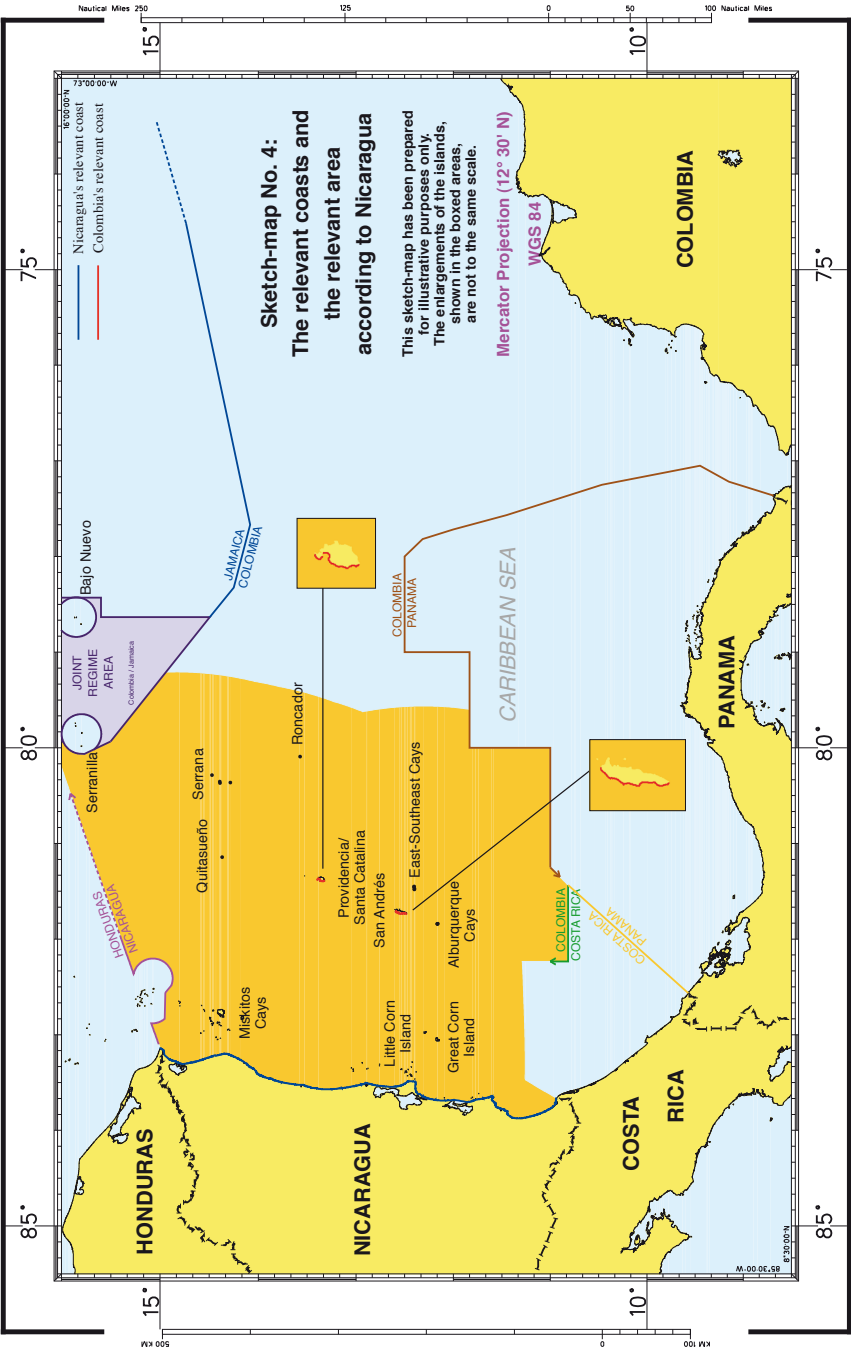 Sketch-map No. 4:
The relevant coasts and
the relevant area
according to Nicaragua
This sketch-map has been prepared
for illustrative purposes only.
The enlargements of the islands,
shown in the boxed areas,
are not to the same scale.
Mercator Projection (12° 30' N)
WGS 84
Nicaragua's relevant coast
Colombia's relevant coast
16°00'00"N
73°00'00"W
Nautical Miles 250
125
0
50
100 Nautical Miles
15°
10°
75°
75°
80°
80°
85°
85°
15°
10°
500 KM
0
100 KM
85°30'00"W
8°30'00"N
JOINT
REGIME
AREA
Colombia / Jamaica
Bajo Nuevo
Serranilla
JAMAICA
COLOMBIA
HONDURAS
NICARAGUA
Quitasueño
Serrana
Roncador
Providencia/
Santa Catalina
San Andrés
East-Southeast Cays
Alburquerque
Cays
Miskitos
Cays
Little Corn
Island
Great Corn
Island
COLOMBIA
PANAMA
CARIBBEAN SEA
COLOMBIA
COSTA RICA
COSTA RICA
PANAMA
HONDURAS
NICARAGUA
COSTA
RICA
PANAMA
COLOMBIA